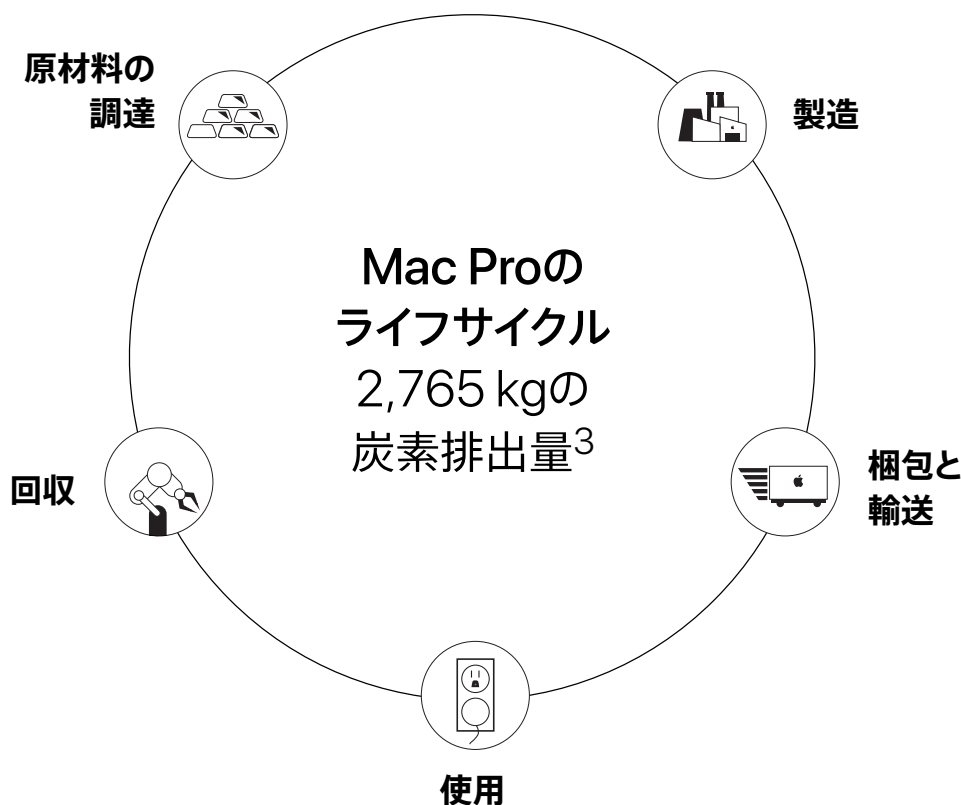 原材料の
調達
製造
Mac Proの
ライフサイクル
2,765 kgの
炭素排出量3
回収
梱包と
輸送
使用